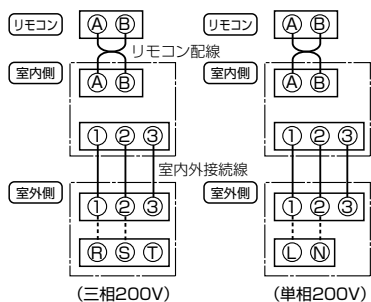 リモコン Ⓐ Ⓑ リモコン Ⓐ Ⓑ
リモコン配線
室内側 Ⓐ Ⓑ 室内側 Ⓐ Ⓑ
① ② ③ ① ② ③
室内外接続線
室外側 ① ② ③ 室外側 ① ② ③
Ⓡ Ⓢ Ⓣ Ⓛ Ⓝ
(三相200V) (単相200V)